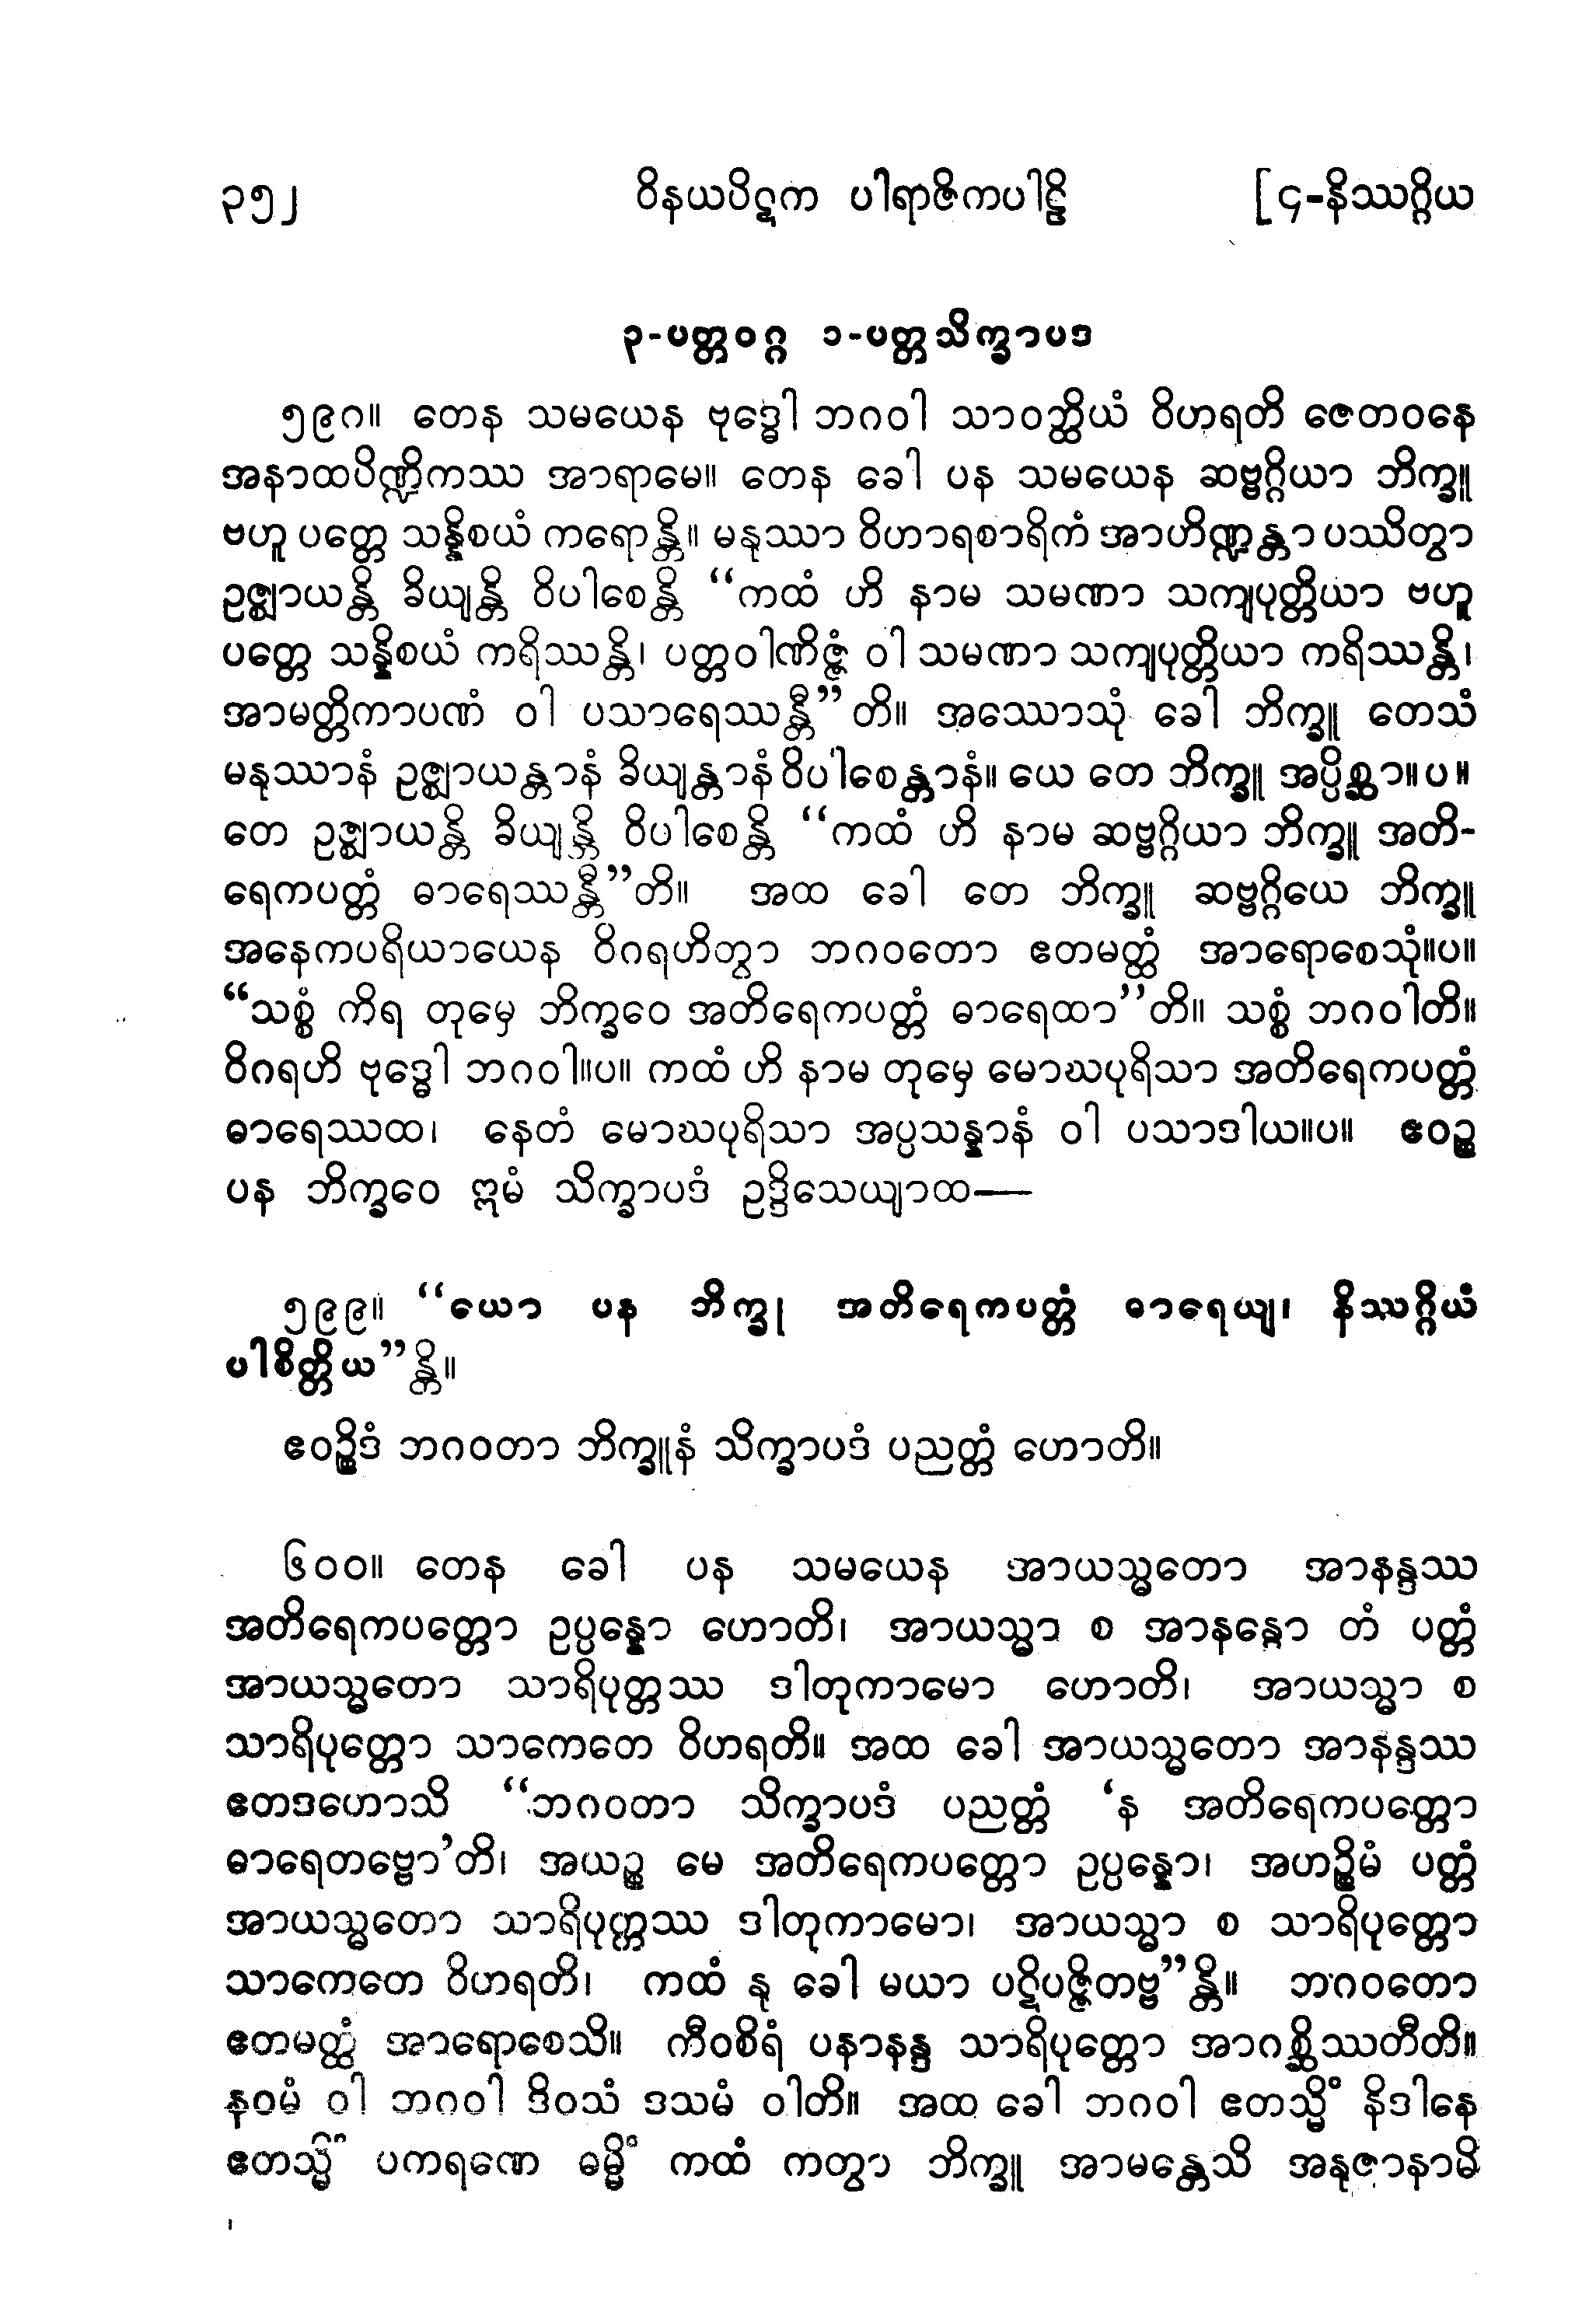 ၃၅၂ ဝိနယပိဋက ပါရာဇိကပါဠိ [၄-နိဿဂ္ဂိယ
၃-ပတ္တဝဂ္ဂ ၁-ပတ္တသိက္ခာပဒ
၅၉၈။ တေန သမယေန ဗုဒ္ဓေါ ဘဂဝါ သာဝတ္ထိယံ ဝိဟရတိ ဇေတဝနေ
အနာထပိဏ္ဍိကဿ အာရာမေ။ တေန ခေါ ပန သမယေန ဆဗ္ဗဂ္ဂိယာ ဘိက္ခူ
ဗဟူ ပတ္တေ သန္နိစယံ ကရောန္တိ။ မနုဿာ ဝိဟာရစာရိကံ အာဟိဏ္ဍန္တာ ပဿိတွာ
ဥဇ္ဈာယန္တိ ခိယျန္တိ ဝိပါစေန္တိ “ကထံ ဟိ နာမ သမဏာ သကျပုတ္တိယာ ဗဟူ
ပတ္တေ သန္နိစယံ ကရိဿန္တိ၊ ပတ္တဝါဏိဇ္ဇံ ဝါ သမဏာ သကျပုတ္တိယာ ကရိဿန္တိ၊
အာမတ္တိကာပဏံ ဝါ ပသာရေဿန္တီ”တိ။ အဿောသုံ ခေါ ဘိက္ခူ တေသံ
မနုဿာနံ ဥဇ္ဈာယန္တာနံ ခိယျန္တာနံ ဝိပါစေန္တာနံ။ ယေ တေ ဘိက္ခူ အပ္ပိစ္ဆာ။ပ။
တေ ဥဇ္ဈာယန္တိ ခိယျန္တိ ဝိပါစေန္တိ “ကထံ ဟိ နာမ ဆဗ္ဗဂ္ဂိယာ ဘိက္ခူ အတိ-
ရေကပတ္တံ ဓာရေဿန္တီ”တိ။ အထ ခေါ တေ ဘိက္ခူ ဆဗ္ဗဂ္ဂိယေ ဘိက္ခူ
အနေကပရိယာယေန ဝိဂရဟိတွာ ဘဂဝတော ဧတမတ္ထံ အာရောစေသုံ။ပ။
“သစ္စံ ကိရ တုမှေ ဘိက္ခဝေ အတိရေကပတ္တံ ဓာရေထာ”တိ။ သစ္စံ ဘဂဝါတိ။
ဝိဂရဟိ ဗုဒ္ဓေါ ဘဂဝါ။ပ။ ကထံ ဟိ နာမ တုမှေ မောဃပုရိသာ အတိရေကပတ္တံ
ဓာရေဿထ၊ နေတံ မောဃပုရိသာ အပ္ပသန္နာနံ ဝါ ပသာဒါယ။ပ။ ဧဝဉ္စ
ပန ဘိက္ခဝေ ဣမံ သိက္ခာပဒံ ဥဒ္ဒိသေယျာထ—
၅၉၉။ “ယော ပန ဘိက္ခု အတိရေကပတ္တံ ဓာရေယျ၊ နိဿဂ္ဂိယံ
ပါစိတ္တိယ”န္တိ။
ဧဝဉ္စိဒံ ဘဂဝတာ ဘိက္ခူနံ သိက္ခာပဒံ ပညတ္တံ ဟောတိ။
၆၀၀။ တေန ခေါ ပန သမယေန အာယသ္မတော အာနန္ဒဿ
အတိရေကပတ္တော ဥပ္ပန္နော ဟောတိ၊ အာယသ္မာ စ အာနန္ဒော တံ ပတ္တံ
အာယသ္မတော သာရိပုတ္တဿ ဒါတုကာမော ဟောတိ၊ အာယသ္မာ စ
သာရိပုတ္တော သာကေတေ ဝိဟရတိ။ အထ ခေါ အာယသ္မတော အာနန္ဒဿ
ဧတဒဟောသိ “ဘဂဝတာ သိက္ခာပဒံ ပညတ္တံ ‘န အတိရေကပတ္တော
ဓာရေတဗ္ဗော’တိ၊ အယဉ္စ မေ အတိရေကပတ္တော ဥပ္ပန္နော၊ အဟဉ္စိမံ ပတ္တံ
အာယသ္မတော သာရိပုတ္တဿ ဒါတုကာမော၊ အာယသ္မာ စ သာရိပုတ္တော
သာကေတေ ဝိဟရတိ၊ ကထံ နု ခေါ မယာ ပဋိပဇ္ဇိတဗ္ဗ”န္တိ။ ဘဂဝတော
ဧတမတ္ထံ အာရောစေသိ။ ကီဝစိရံ ပနာနန္ဒ သာရိပုတ္တော အာဂစ္ဆိဿတီတိ။
နဝမံ ဝါ ဘဂဝါ ဒိဝသံ ဒသမံ ဝါတိ။ အထ ခေါ ဘဂဝါ ဧတသ္မိံ နိဒါနေ
ဧတသ္မိံ ပကရဏေ ဓမ္မိံ ကထံ ကတွာ ဘိက္ခူ အာမန္တေသိ အနုဇာနာမိ